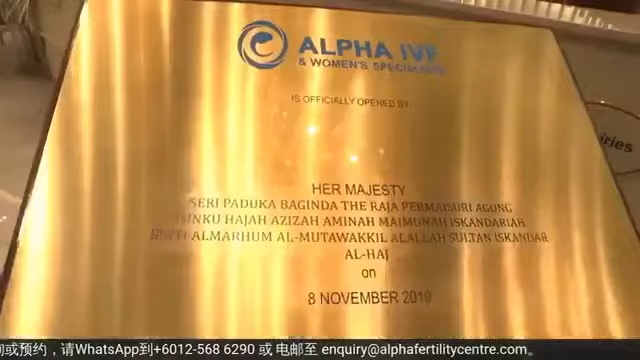 ALPHA IVF
& WOMEN'S SPECIALISTS
IS OFFICIALLY OPENED BY
HER MAJESTY
SERI PADUKA BAGINDA THE RAJA PERMAISURI AGONG
TUNKU HAJAH AZIZAH AMINAH MAIMUNAH ISKANDARIAH
BINTI ALMARHUM AL-MUTAWAKKIL ALALLAH SULTAN ISKANDAR
AL-HAJ
on
8 NOVEMBER 2019
iries
或预约，请WhatsApp到+6012-568 6290 或 电邮至 enquiry@alphafertilitycentre.com。